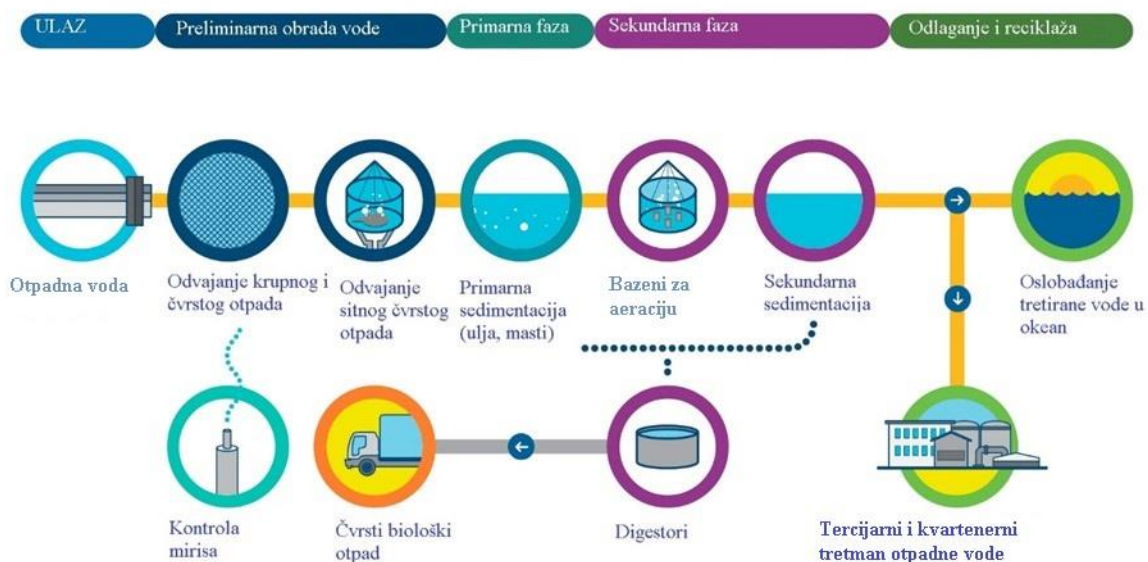 ULAZ
Preliminarna obrada vode
Primarna faza
Sekundarna faza
Odlaganje i reciklaža
Otpadna voda
Odvajanje krupnog i
čvrstog otpada
Odvajanje
sitnog čvrstog
otpada
Primarna
sedimentacija
(ulja, masti)
Bazeni za
aeraciju
Sekundarna
sedimentacija
Oslobađanje
tretirane vode u
okean
Kontrola
mirisa
Čvrsti biološki
otpad
Digestori
Tercijarni i kvartenerni
tretman otpadne vode